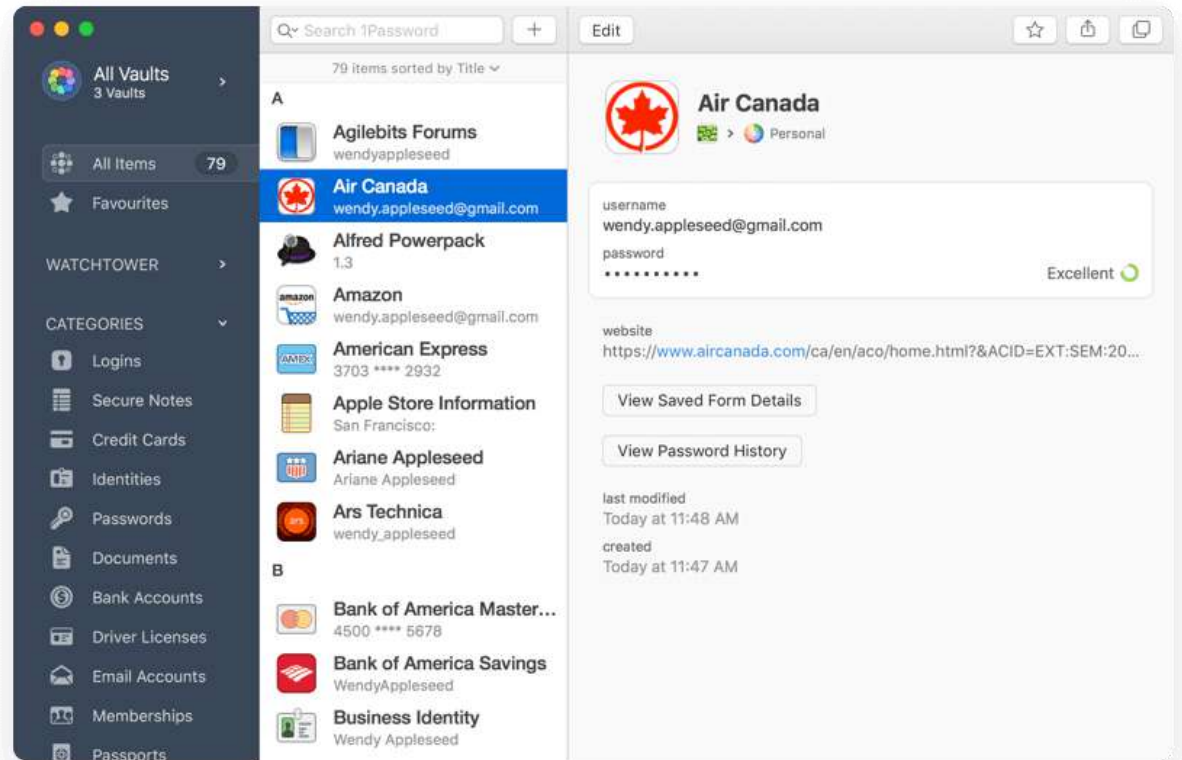 All Vaults
3 Vaults
All Items 79
Favourites
WATCHTOWER
CATEGORIES
Logins
Secure Notes
Credit Cards
Identities
Passwords
Documents
Bank Accounts
Driver Licenses
Email Accounts
Memberships
Passports
Search 1Password
79 items sorted by Title
A
Agilebits Forums
wendyappleseed
Air Canada
wendy.appleseed@gmail.com
Alfred Powerpack
1.3
amazon
Amazon
wendy.appleseed@gmail.com
AMEX
American Express
3703 **** 2932
Apple Store Information
San Francisco:
Ariane Appleseed
Ariane Appleseed
ars
Ars Technica
wendy_appleseed
B
Bank of America Master...
4500 **** 5678
Bank of America Savings
WendyAppleseed
Business Identity
Wendy Appleseed
Edit
Air Canada
Personal
username
wendy.appleseed@gmail.com
password
••••••••••
Excellent
website
https://www.aircanada.com/ca/en/aco/home.html?&ACID=EXT:SEM:20...
View Saved Form Details
View Password History
last modified
Today at 11:48 AM
created
Today at 11:47 AM